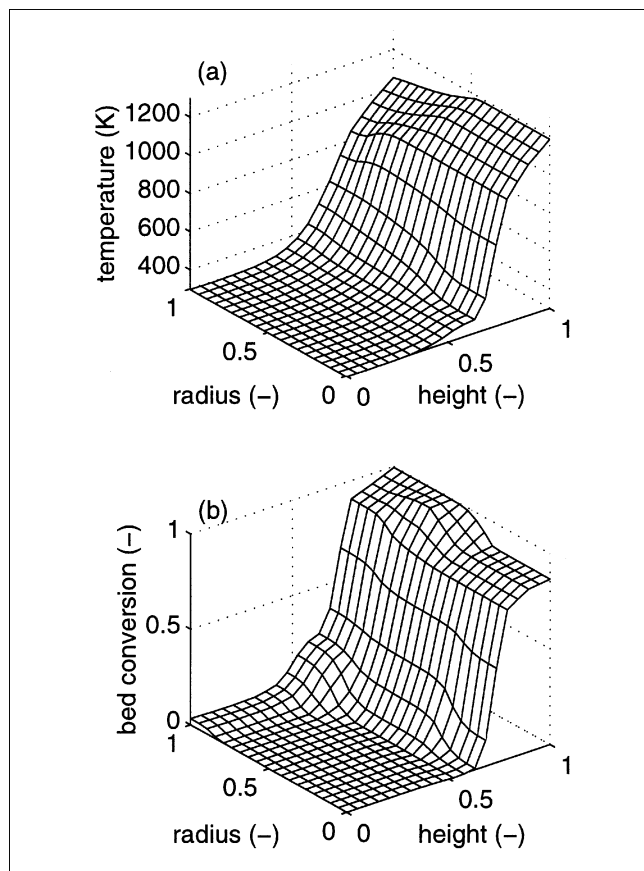 (a)
temperature (K)
1200
1000
800
600
400
1
0.5
0
radius (–)
0
0.5
1
height (–)
(b)
bed conversion (–)
1
0.5
0
1
0.5
0
radius (–)
0
0.5
1
height (–)